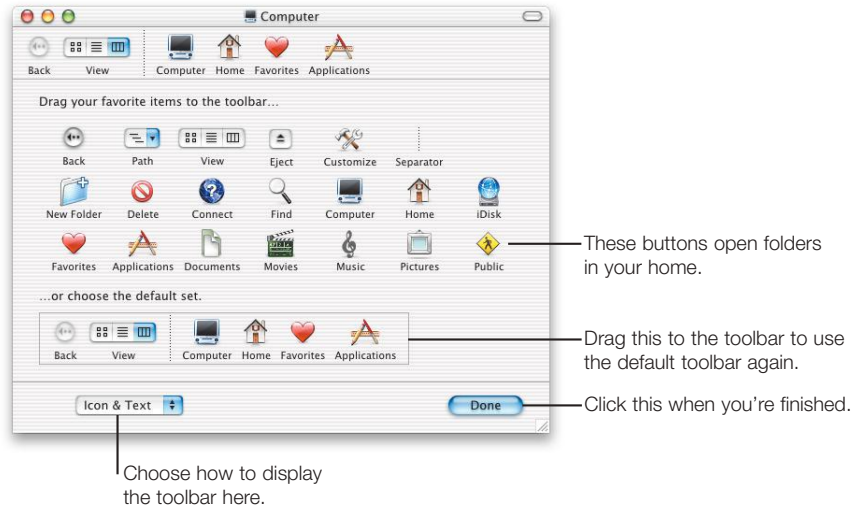 Computer
Back View Computer Home Favorites Applications
Drag your favorite items to the toolbar...
Back Path View Eject Customize Separator
New Folder Delete Connect Find Computer Home iDisk
Favorites Applications Documents Movies Music Pictures Public
These buttons open folders
in your home.
...or choose the default set.
Back View Computer Home Favorites Applications
Drag this to the toolbar to use
the default toolbar again.
Icon & Text
Done
Click this when you’re finished.
Choose how to display
the toolbar here.